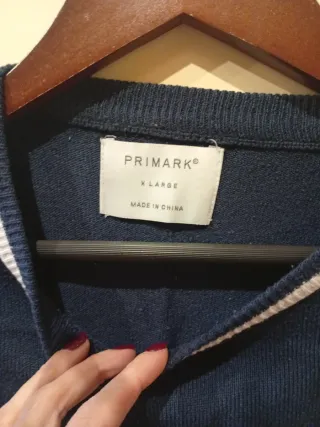 PRIMARK®
X LARGE
MADE IN CHINA